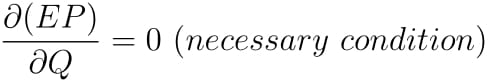 ∂(EP)/∂Q = 0 (necessary condition)